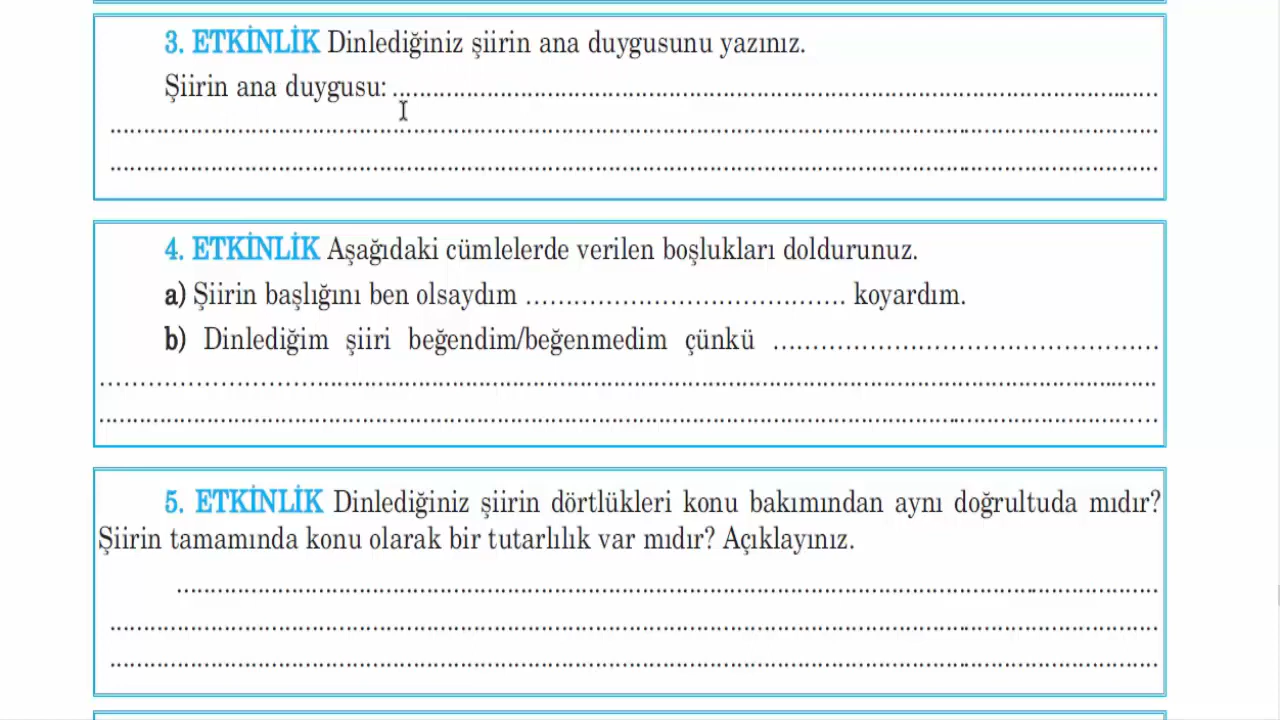 3. ETKİNLİK Dinlediğiniz şiirin ana duygusunu yazınız.
Şiirin ana duygusu: ..............................................................
..............................................................
..............................................................
4. ETKİNLİK Aşağıdaki cümlelerde verilen boşlukları doldurunuz.
a) Şiirin başlığını ben olsaydım ........................................ koyardım.
b) Dinlediğim şiiri beğendim/beğenmedim çünkü ........................................
..............................................................
..............................................................
5. ETKİNLİK Dinlediğiniz şiirin dörtlükleri konu bakımından aynı doğrultuda mıdır?
Şiirin tamamında konu olarak bir tutarlılık var mıdır? Açıklayınız.
..............................................................
..............................................................
..............................................................